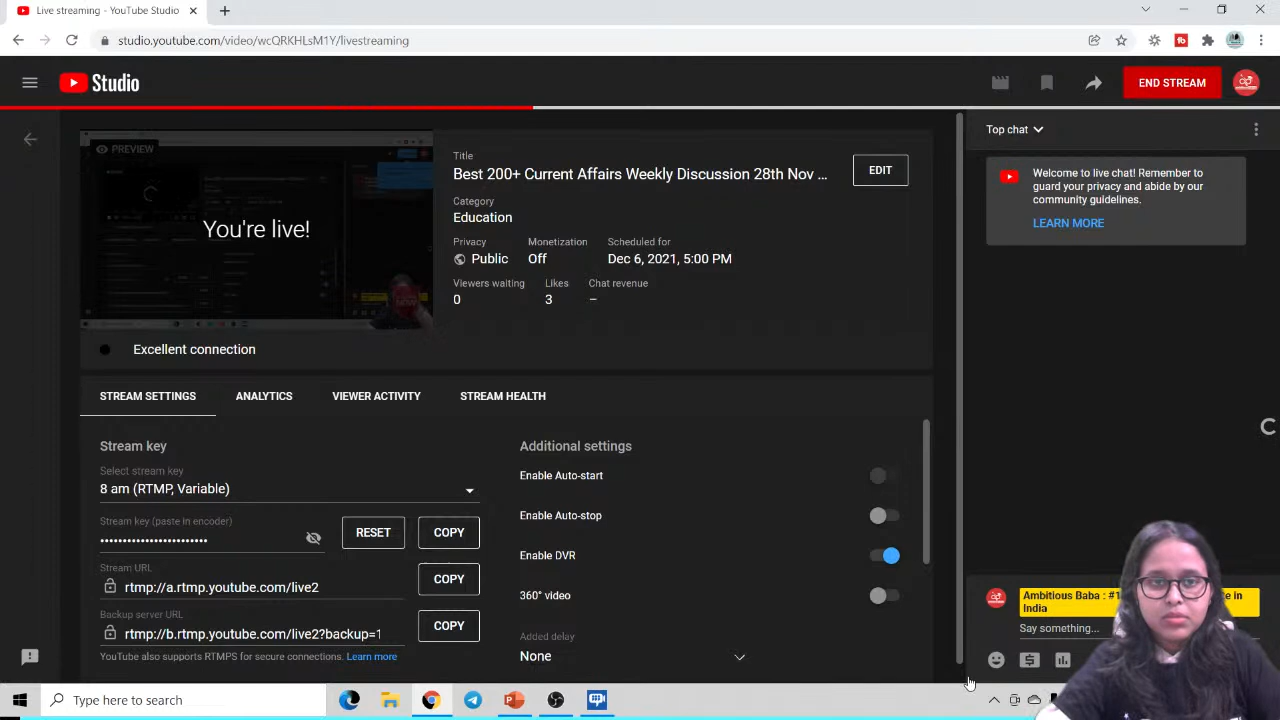 Live streaming - YouTube Studio
studio.youtube.com/video/wcQRKHLsM1Y/livestreaming
Studio
END STREAM
PREVIEW
You're live!
Title
Best 200+ Current Affairs Weekly Discussion 28th Nov ...
EDIT
Category
Education
Privacy Monetization Scheduled for
Public Off Dec 6, 2021, 5:00 PM
Viewers waiting Likes Chat revenue
0 3 –
Excellent connection
Top chat
Welcome to live chat! Remember to
guard your privacy and abide by our
community guidelines.
LEARN MORE
STREAM SETTINGS ANALYTICS VIEWER ACTIVITY STREAM HEALTH
Stream key
Select stream key
8 am (RTMP, Variable)
Stream key (paste in encoder)
••••••••••••••••••••••••
RESET COPY
Stream URL
rtmp://a.rtmp.youtube.com/live2
COPY
Backup server URL
rtmp://b.rtmp.youtube.com/live2?backup=1
COPY
YouTube also supports RTMPS for secure connections. Learn more
Additional settings
Enable Auto-start
Enable Auto-stop
Enable DVR
360° video
Added delay
None
Ambitious Baba : #1
e in
India
Say something...
Type here to search